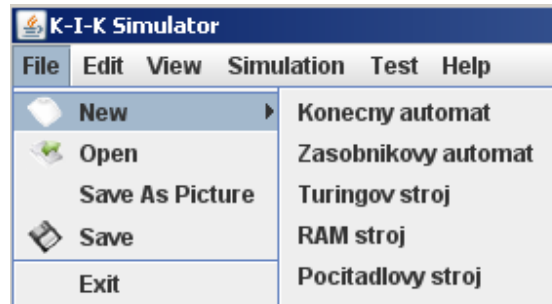 K-I-K Simulator
File Edit View Simulation Test Help
New
Open
Save As Picture
Save
Exit
Konecny automat
Zasobnikovy automat
Turingov stroj
RAM stroj
Pocitadlovy stroj